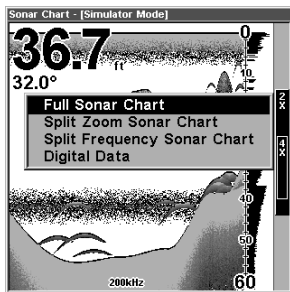 Sonar Chart - [Simulator Mode]
36.7 ft
32.0°
0
10
Full Sonar Chart
Split Zoom Sonar Chart
Split Frequency Sonar Chart
Digital Data
2X
4X
40
50
200kHz
60